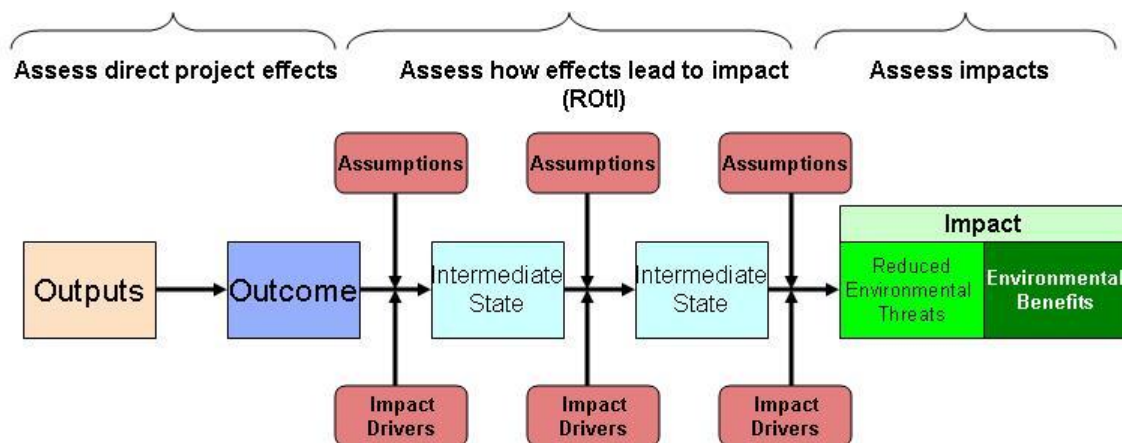 Assess direct project effects
Assess how effects lead to impact
(ROtI)
Assess impacts
Assumptions
Assumptions
Assumptions
Outputs
Outcome
Intermediate
State
Intermediate
State
Impact
Reduced
Environmental
Threats
Environmental
Benefits
Impact
Drivers
Impact
Drivers
Impact
Drivers